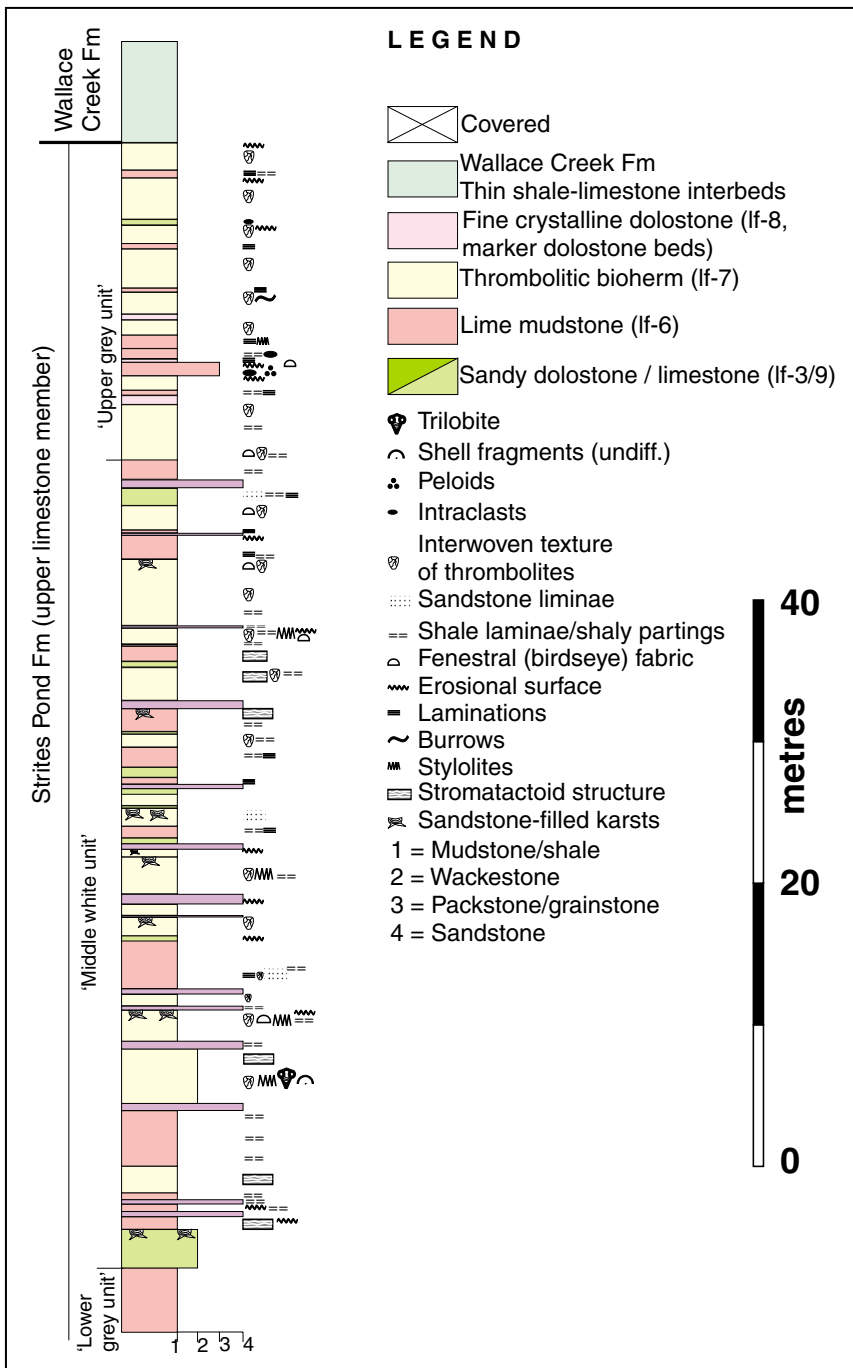 Wallace
Creek Fm
Strites Pond Fm (upper limestone member)
‘Upper grey unit’
‘Middle white unit’
‘Lower
grey unit’
1 2 3 4
LEGEND
Covered
Wallace Creek Fm
Thin shale-limestone interbeds
Fine crystalline dolostone (lf-8,
marker dolostone beds)
Thrombolitic bioherm (lf-7)
Lime mudstone (lf-6)
Sandy dolostone / limestone (lf-3/9)
Trilobite
Shell fragments (undiff.)
Peloids
Intraclasts
Interwoven texture
of thrombolites
Sandstone liminae
Shale laminae/shaly partings
Fenestral (birdseye) fabric
Erosional surface
Laminations
Burrows
Stylolites
Stromatactoid structure
Sandstone-filled karsts
1 = Mudstone/shale
2 = Wackestone
3 = Packstone/grainstone
4 = Sandstone
40
metres
20
0